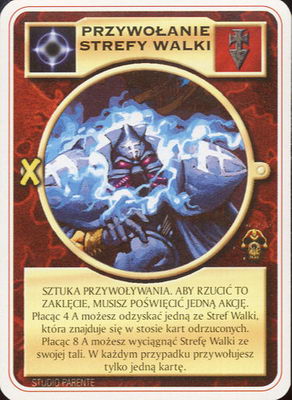 PRZYWOŁANIE
STREFY WALKI
X
SZTUKA PRZYWOŁYWANIA. ABY RZUCIĆ TO
ZAKLĘCIE, MUSISZ POŚWIĘCIĆ JEDNĄ AKCJĘ.
Płacąc 4 A możesz odzyskać jedną ze Stref Walki,
która znajduje się w stosie kart odrzuconych.
Płacąc 8 A możesz wyciągnąć Strefę Walki ze
swojej tali. W każdym przypadku przywołujesz
tylko jedną kartę.
STUDIO PARENTE